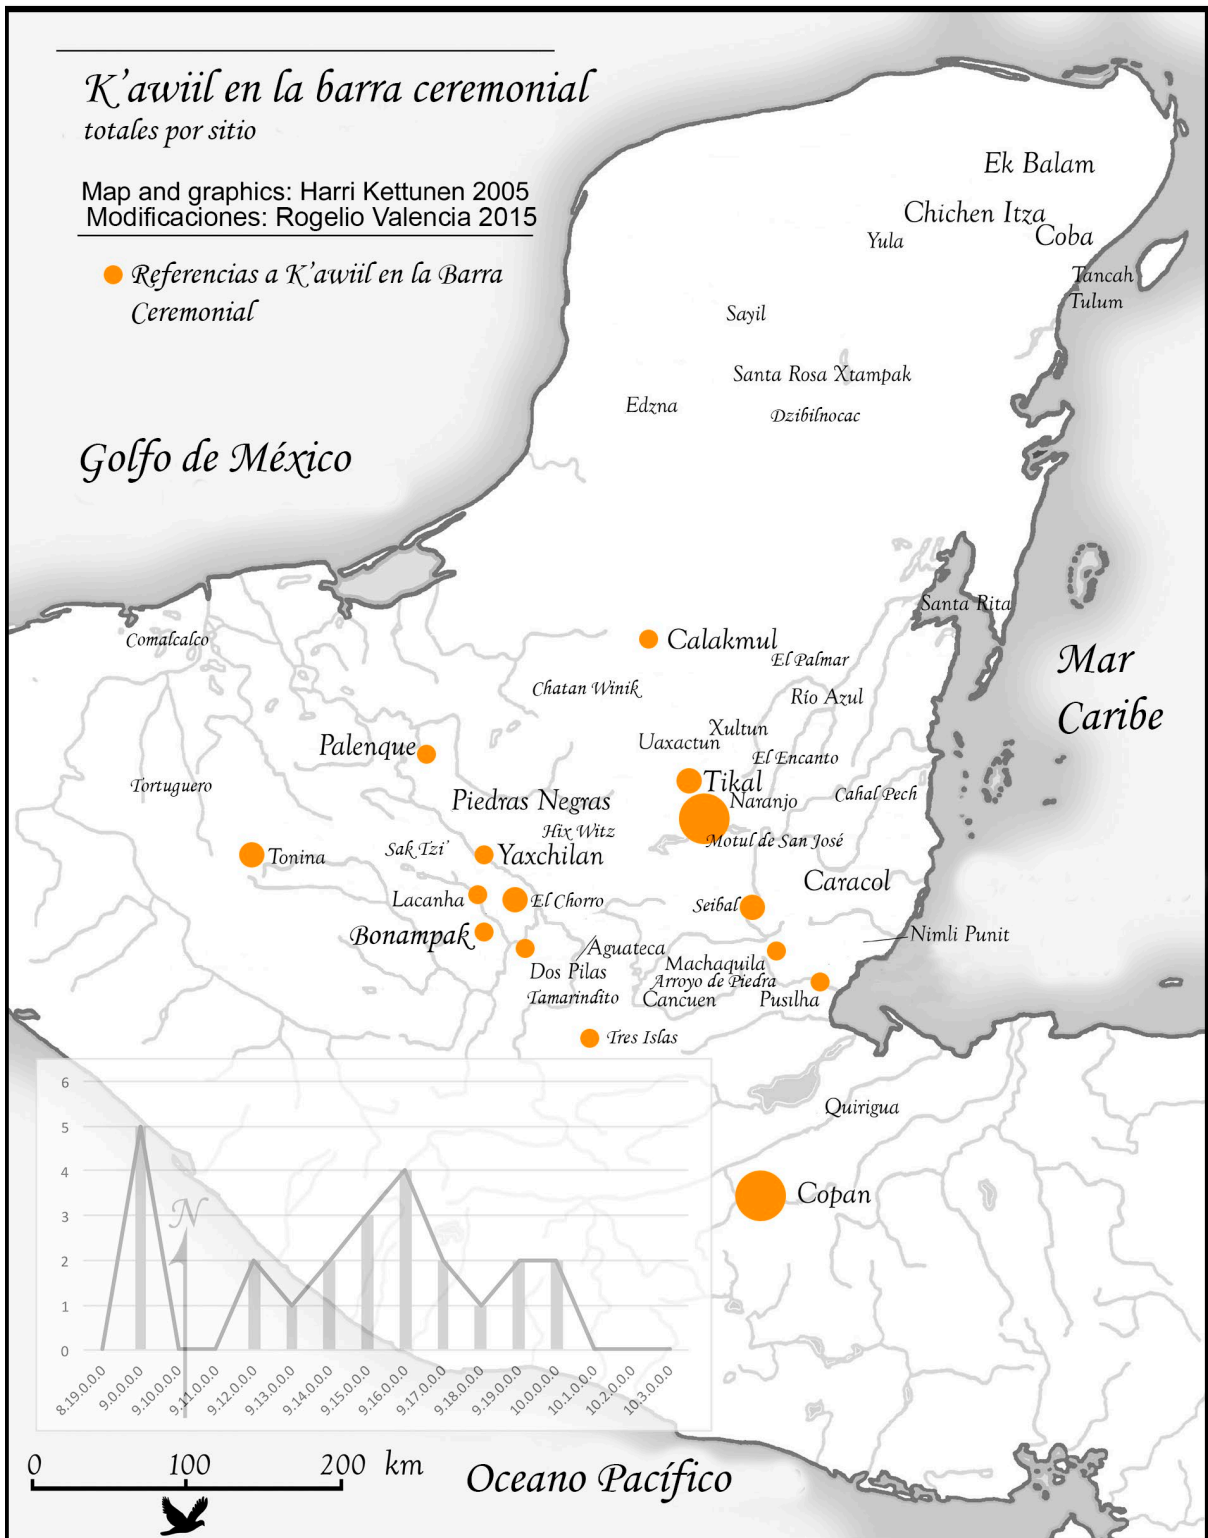 K'awiil en la barra ceremonial
totales por sitio
Map and graphics: Harri Kettunen 2005
Modificaciones: Rogelio Valencia 2015
Referencias a K'awiil en la Barra
Ceremonial
Ek Balam
Chichen Itza
Yula
Coba
Tancah
Tulum
Sayil
Santa Rosa Xtampak
Edzna
Dzibilnocac
Golfo de México
Santa Rita
Comalcalco
Calakmul
El Palmar
Mar
Caribe
Chatan Winik
Río Azul
Xultun
Uaxactun
Palenque
El Encanto
Tikal
Tortuguero
Piedras Negras
Naranjo
Cahal Pech
Hix Witz
Motul de San José
Sak Tzi'
Yaxchilan
Tonina
Caracol
Lacanha
El Chorro
Seibal
Bonampak
Nimli Punit
Aguateca
Machaquila
Dos Pilas
Arroyo de Piedra
Tamarindito
Cancuen
Pusilha
Tres Islas
Quirigua
Copan
6
5
4
3
2
1
0
N
8.19.0.0.0
9.0.0.0.0
9.10.0.0.0
9.11.0.0.0
9.12.0.0.0
9.13.0.0.0
9.14.0.0.0
9.15.0.0.0
9.16.0.0.0
9.17.0.0.0
9.18.0.0.0
9.19.0.0.0
10.0.0.0.0
10.1.0.0.0
10.2.0.0.0
10.3.0.0.0
0 100 200 km
Oceano Pacífico